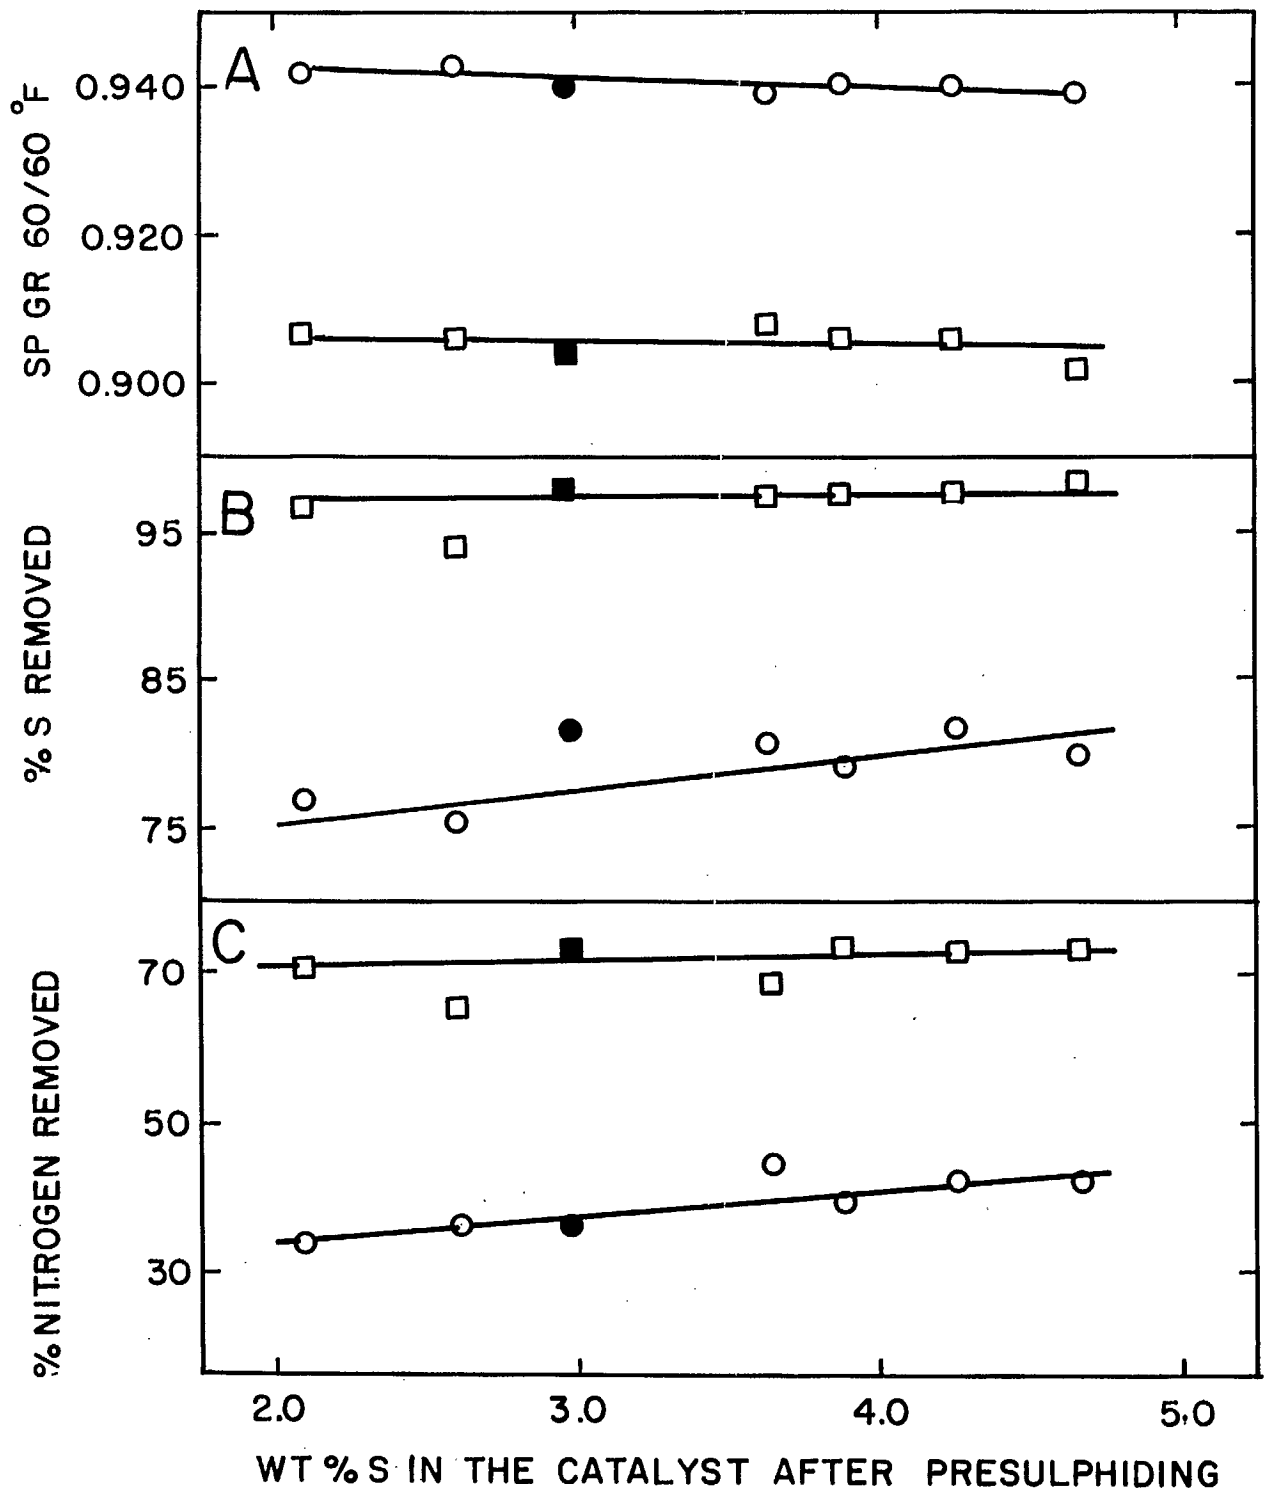 A
SP GR 60/60 °F
0.940
0.920
0.900
B
% S REMOVED
95
85
75
C
% NITROGEN REMOVED
70
50
30
2.0 3.0 4.0 5.0
WT % S IN THE CATALYST AFTER PRESULPHIDING